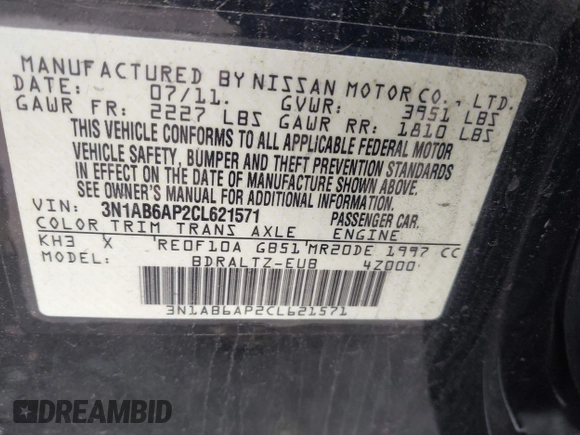 MANUFACTURED BY NISSAN MOTOR CO., LTD.
DATE: 07/11. GVWR: 3951 LBS
GAWR FR: 2227 LBS GAWR RR: 1810 LBS
THIS VEHICLE CONFORMS TO ALL APPLICABLE FEDERAL MOTOR
VEHICLE SAFETY, BUMPER AND THEFT PREVENTION STANDARDS
IN EFFECT ON THE DATE OF MANUFACTURE SHOWN ABOVE.
SEE OWNER'S MANUAL FOR ADDITIONAL INFORMATION.
VIN: 3N1AB6AP2CL621571 PASSENGER CAR.
COLOR TRIM TRANS AXLE ENGINE
KH3 X 'RE0F10A GB51'MR20DE 1997 CC
MODEL: BDRALTZ-EUB 4Z000
3N1AB6AP2CL621571
DREAMBID